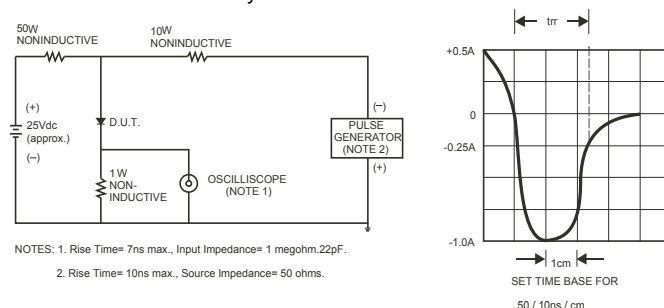 50W
NONINDUCTIVE
10W
NONINDUCTIVE
(+)
25Vdc
(approx.)
(–)
D.U.T.
1W
NON-
INDUCTIVE
OSCILLISCOPE
(NOTE 1)
(–)
PULSE
GENERATOR
(NOTE 2)
(+)
NOTES: 1. Rise Time= 7ns max., Input Impedance= 1 megohm.22pF.
2. Rise Time= 10ns max., Source Impedance= 50 ohms.
trr
+0.5A
0
-0.25A
-1.0A
1cm
SET TIME BASE FOR
50 / 10ns / cm